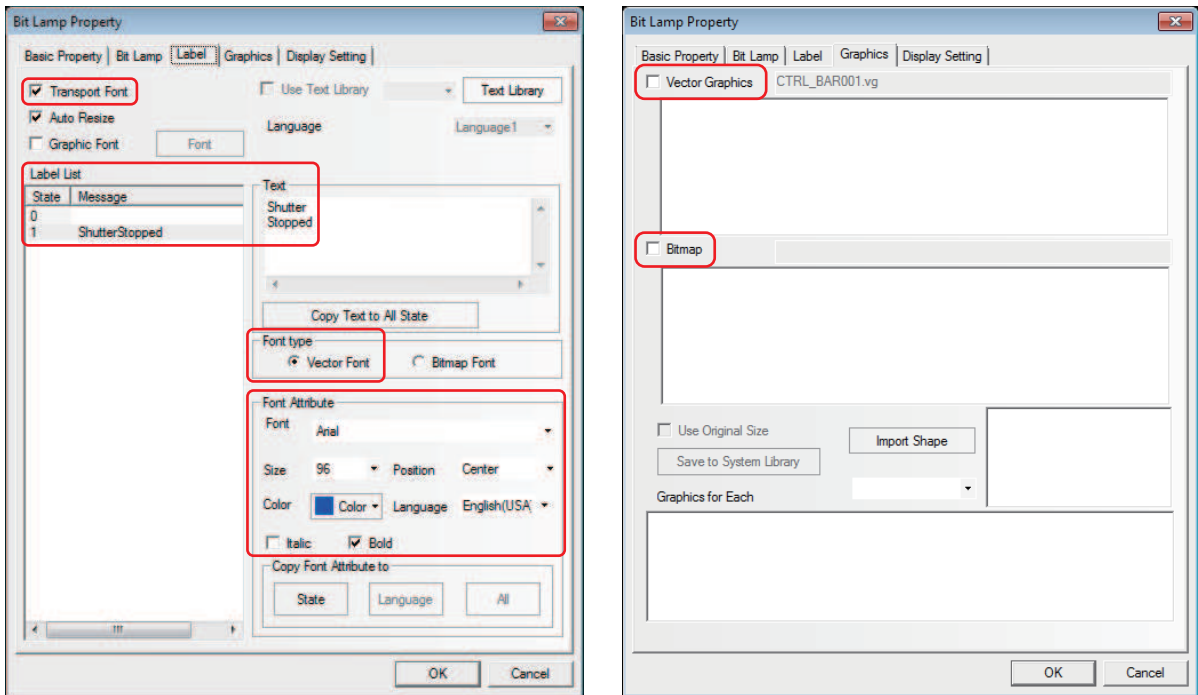 Bit Lamp Property
Basic Property Bit Lamp Label Graphics Display Setting
Transport Font
Use Text Library Text Library
Auto Resize
Language Language1
Graphic Font Font
Label List
State Message
0
1 ShutterStopped
Text
Shutter
Stopped
Copy Text to All State
Font type
Vector Font Bitmap Font
Font Attribute
Font Arial
Size 96 Position Center
Color Color Language English(USA)
Italic Bold
Copy Font Attribute to
State Language All
OK Cancel
Bit Lamp Property
Basic Property Bit Lamp Label Graphics Display Setting
Vector Graphics CTRL_BAR001.vg
Bitmap
Use Original Size
Import Shape
Save to System Library
Graphics for Each
OK Cancel